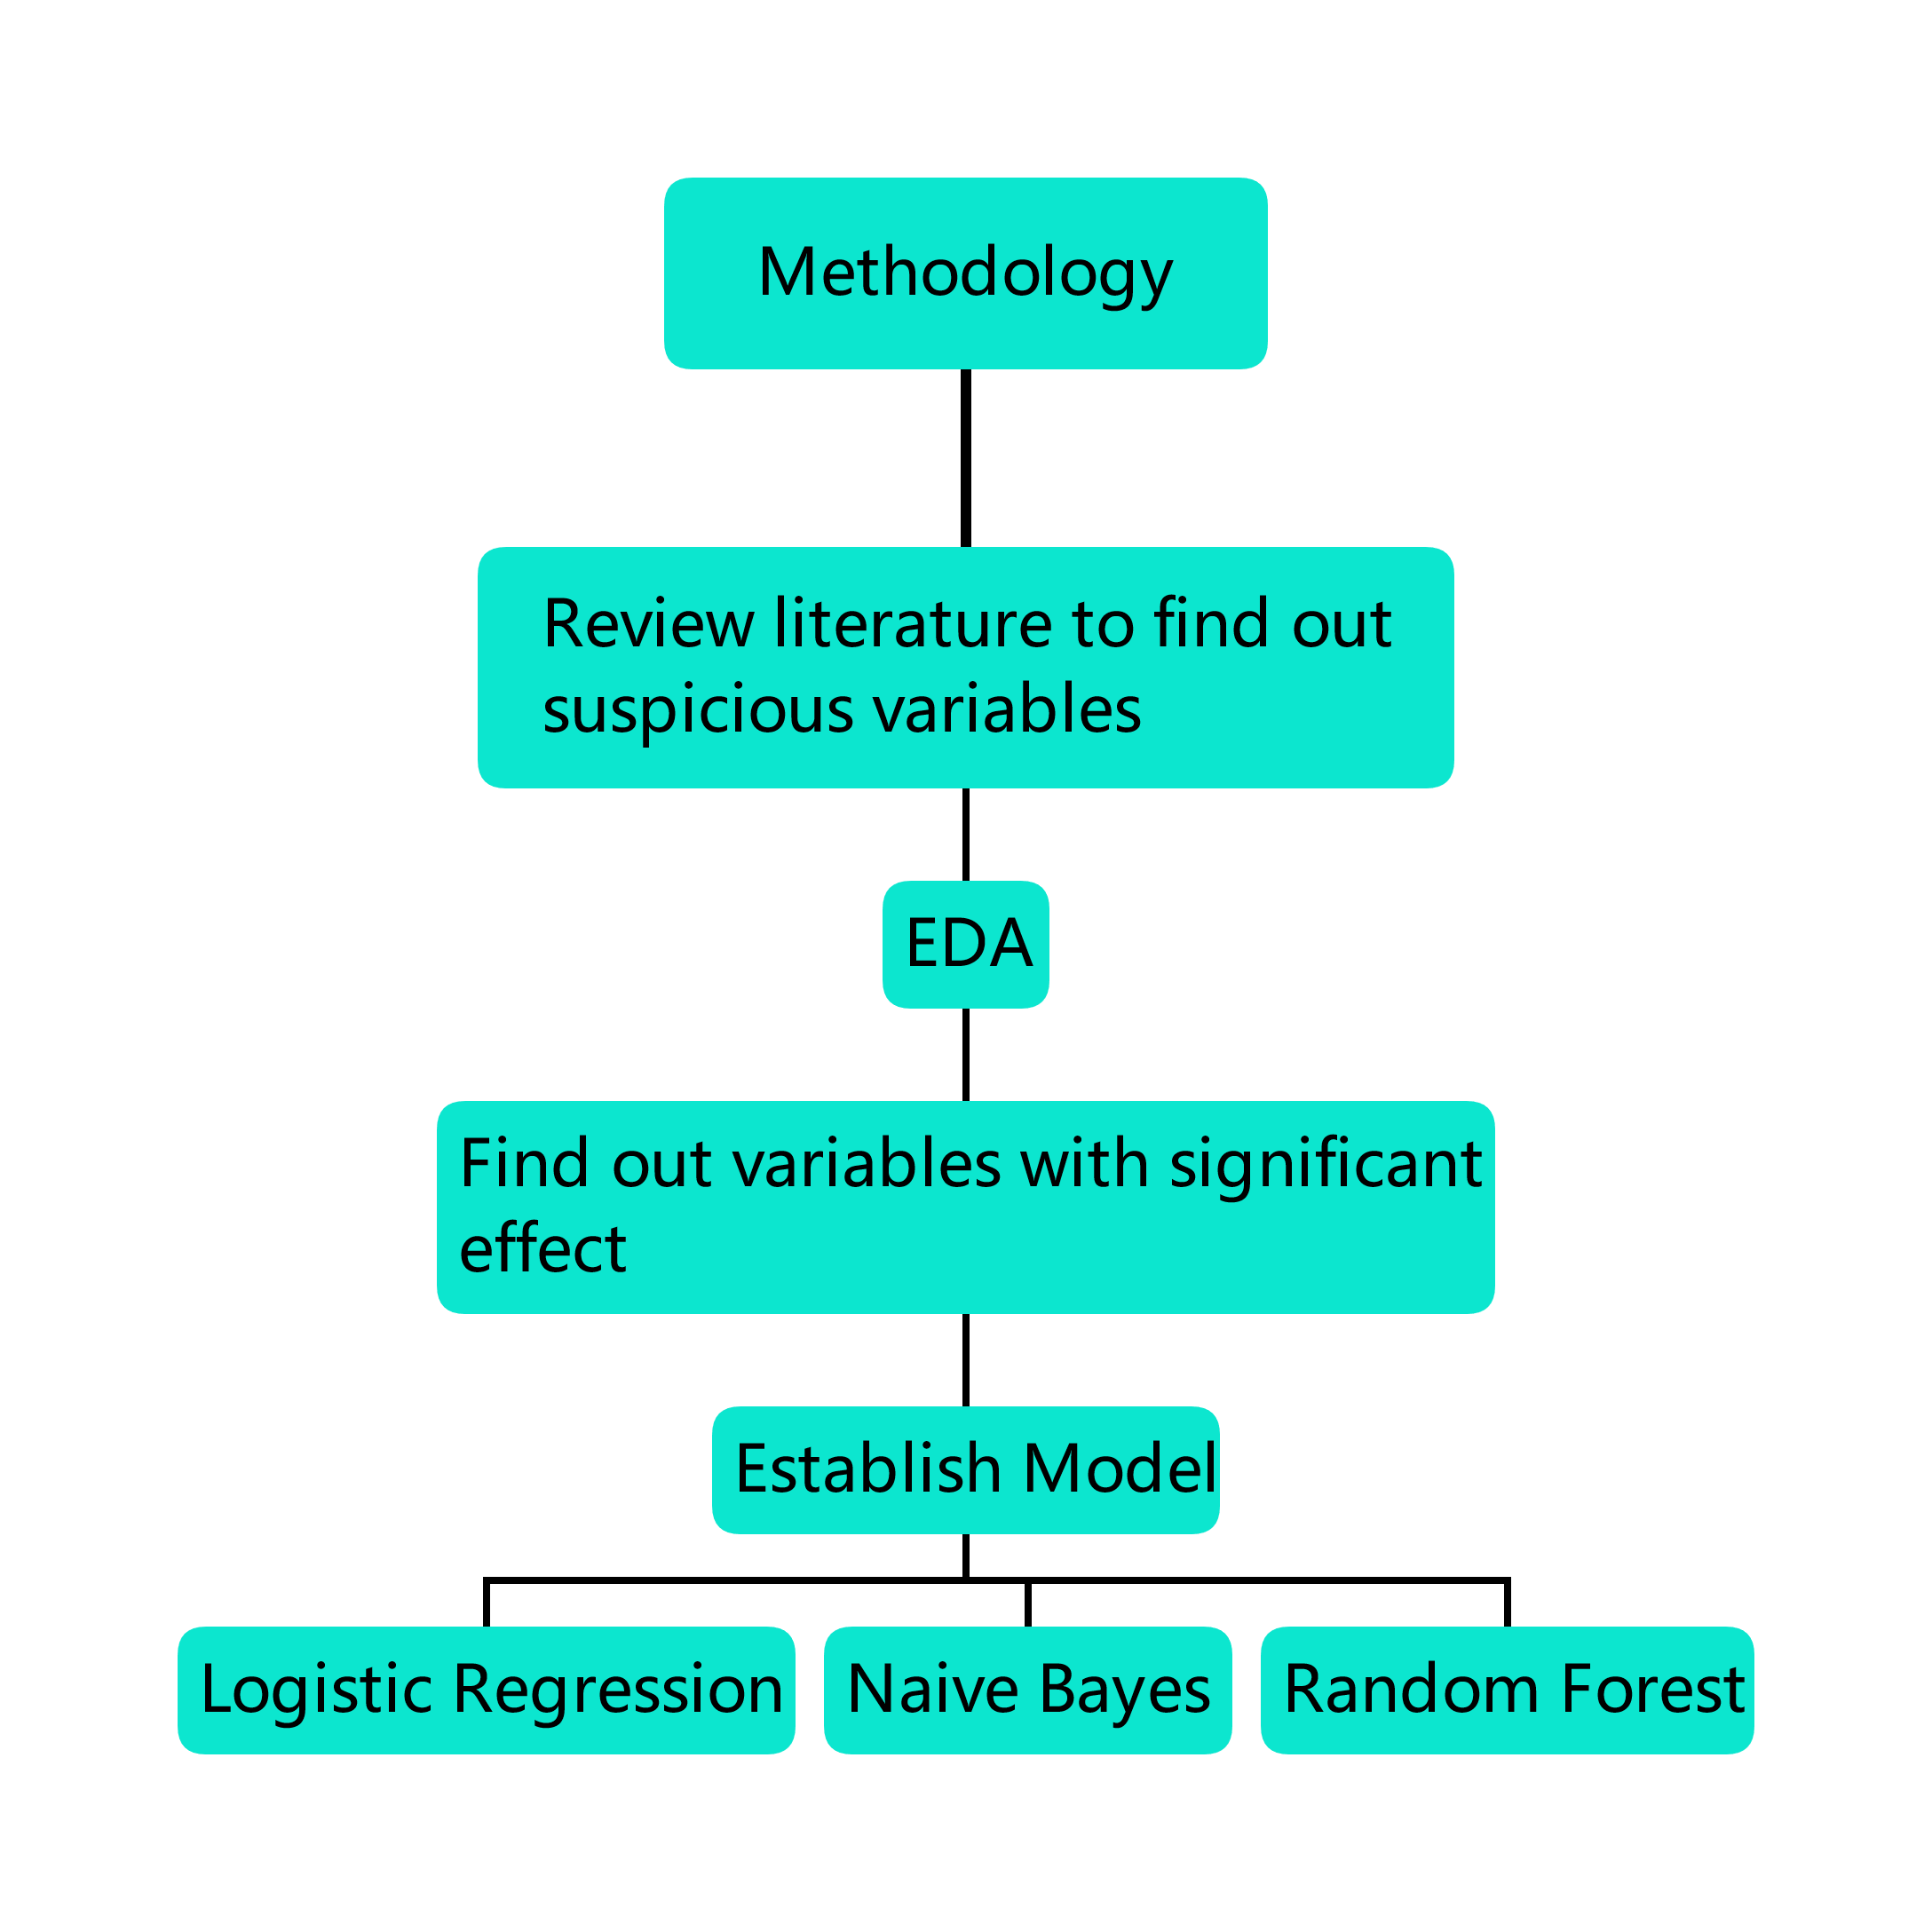 Methodology
Review literature to find out
suspicious variables
EDA
Find out variables with significant
effect
Establish Model
Logistic Regression
Naive Bayes
Random Forest